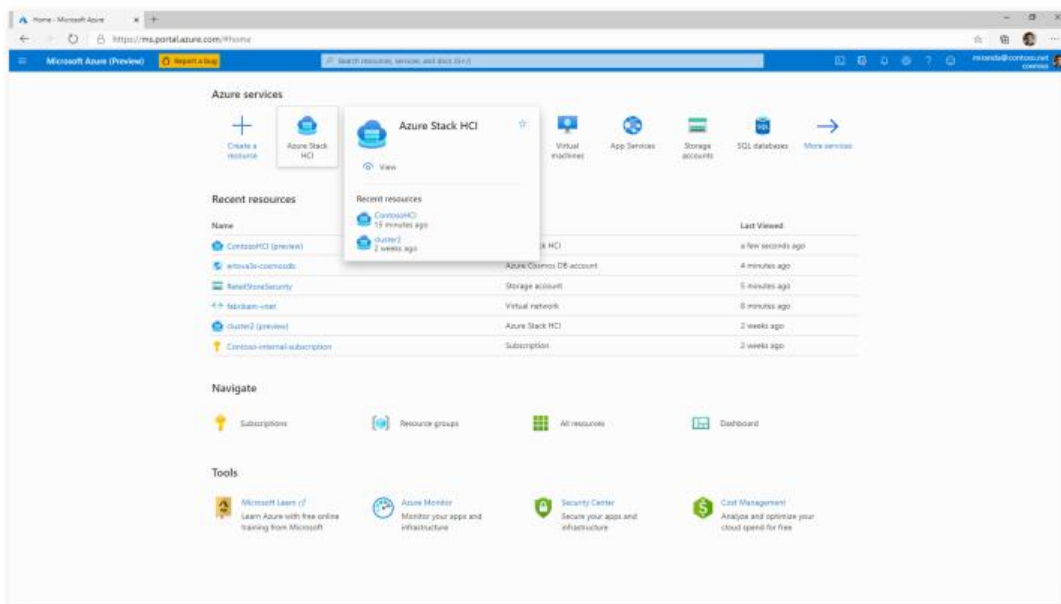 Home - Microsoft Azure
https://ms.portal.azure.com/#home
Microsoft Azure (Preview)
Report a bug
Search resources, services, and docs (G+/)
miranda@contoso.net
CONTOSO
Azure services
Create a
resource
Azure Stack
HCI
Azure Stack HCI
View
Recent resources
ContosoHCI
15 minutes ago
cluster2
2 weeks ago
Virtual
machines
App Services
Storage
accounts
SQL databases
More services
Recent resources
Name
Last Viewed
ContosoHCI (preview)
ck HCI
a few seconds ago
Azure Cosmos DB account
4 minutes ago
RetailStoreSecurity
Storage account
5 minutes ago
fabrikam-vnet
Virtual network
8 minutes ago
cluster2 (preview)
Azure Stack HCI
2 weeks ago
Contoso-internal-subscription
Subscription
2 weeks ago
Navigate
Subscriptions
Resource groups
All resources
Dashboard
Tools
Microsoft Learn
Learn Azure with free online
training from Microsoft
Azure Monitor
Monitor your apps and
infrastructure
Security Center
Secure your apps and
infrastructure
Cost Management
Analyze and optimize your
cloud spend for free